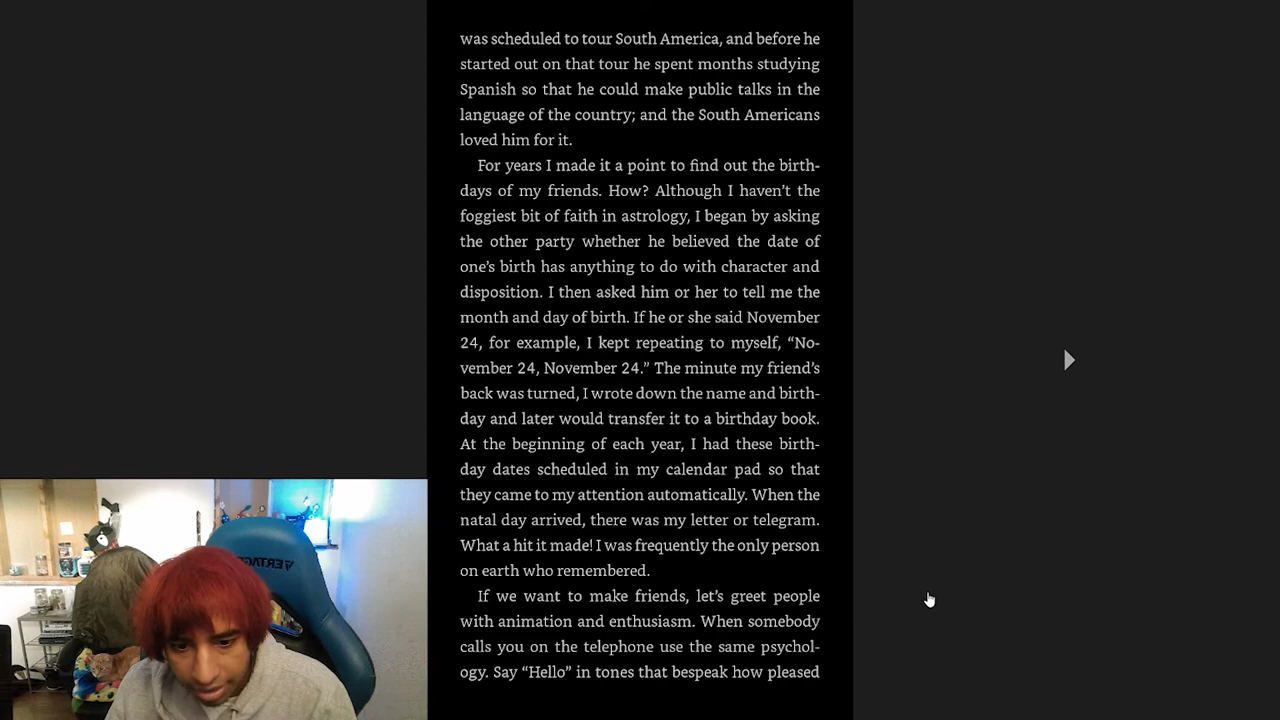 was scheduled to tour South America, and before he
started out on that tour he spent months studying
Spanish so that he could make public talks in the
language of the country; and the South Americans
loved him for it.
For years I made it a point to find out the birth-
days of my friends. How? Although I haven’t the
foggiest bit of faith in astrology, I began by asking
the other party whether he believed the date of
one’s birth has anything to do with character and
disposition. I then asked him or her to tell me the
month and day of birth. If he or she said November
24, for example, I kept repeating to myself, “No-
vember 24, November 24.” The minute my friend’s
back was turned, I wrote down the name and birth-
day and later would transfer it to a birthday book.
At the beginning of each year, I had these birth-
day dates scheduled in my calendar pad so that
they came to my attention automatically. When the
natal day arrived, there was my letter or telegram.
What a hit it made! I was frequently the only person
on earth who remembered.
If we want to make friends, let’s greet people
with animation and enthusiasm. When somebody
calls you on the telephone use the same psychol-
ogy. Say “Hello” in tones that bespeak how pleased
VERTAGEAR